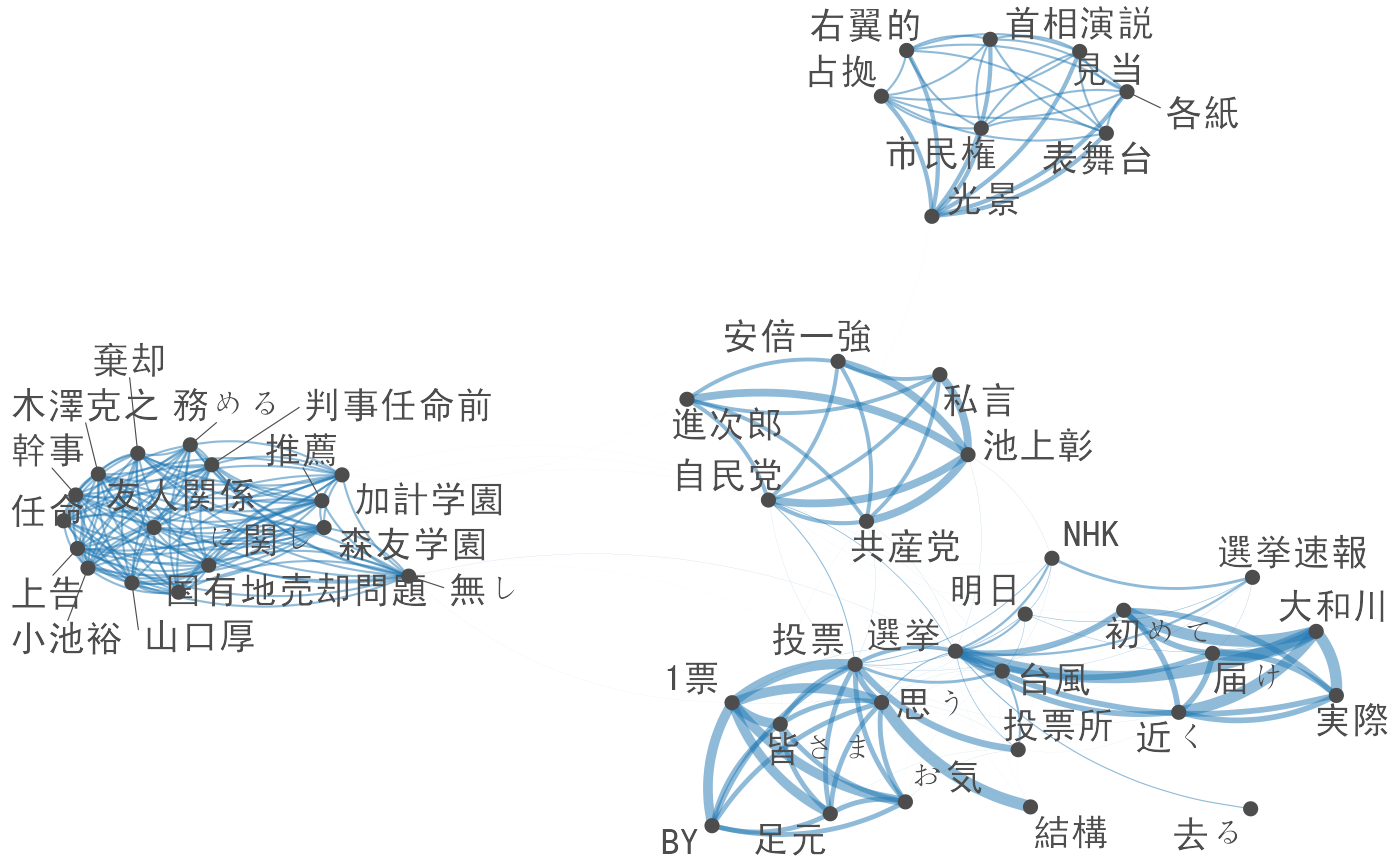 右翼的
首相演説
占拠
見当
各紙
市民権
表舞台
光景
安倍一強
私言
進次郎
池上彰
自民党
共産党
棄却
木澤克之
務める
判事任命前
幹事
推薦
任命
友人関係
加計学園
に関し
森友学園
上告
国有地売却問題
無し
小池裕
山口厚
NHK
選挙速報
明日
大和川
初めて
投票
選挙
1票
台風
届け
思う
投票所
実際
皆さま
近く
お気
BY
足元
結構
去る